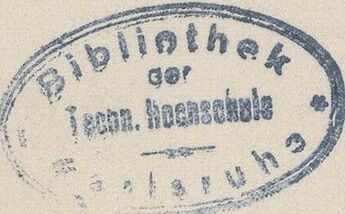 Bibliothek
der
Techn. Hochschule
Karlsruhe